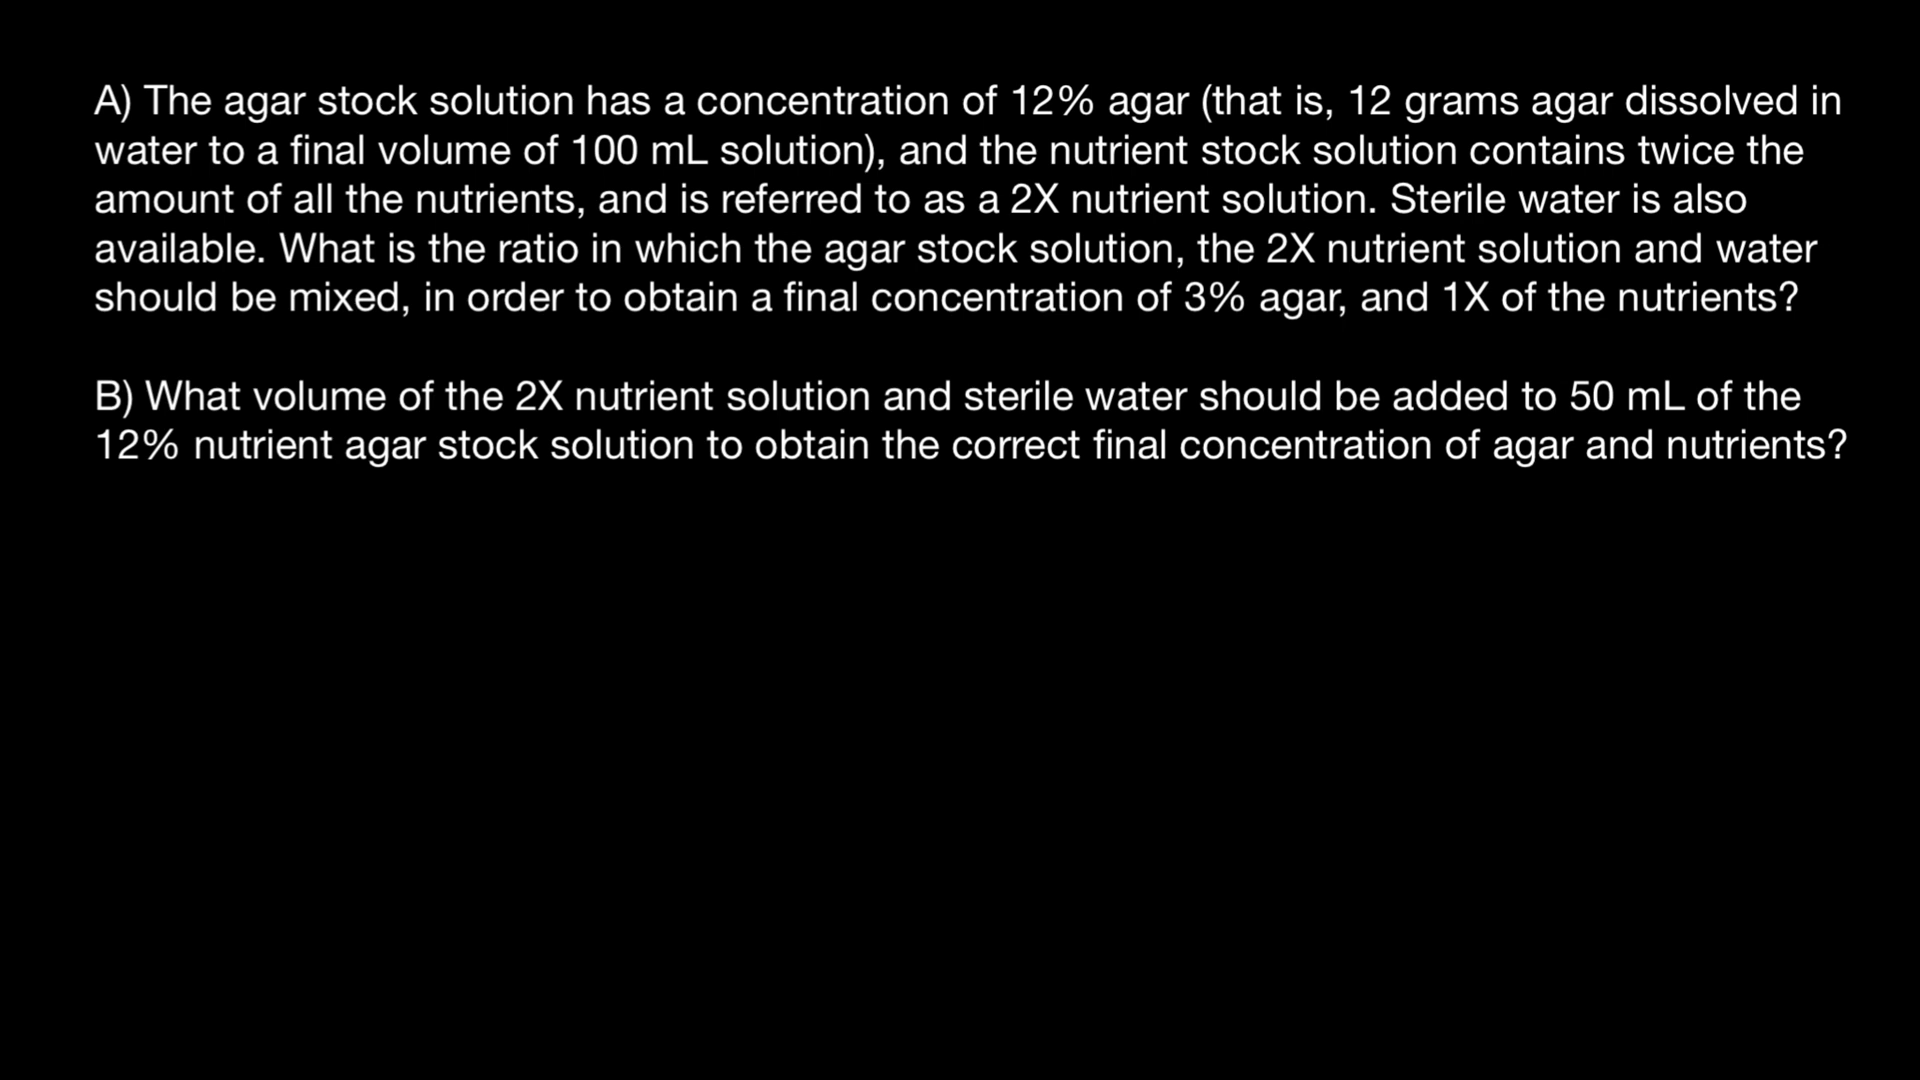 A) The agar stock solution has a concentration of 12% agar (that is, 12 grams agar dissolved in
water to a final volume of 100 mL solution), and the nutrient stock solution contains twice the
amount of all the nutrients, and is referred to as a 2X nutrient solution. Sterile water is also
available. What is the ratio in which the agar stock solution, the 2X nutrient solution and water
should be mixed, in order to obtain a final concentration of 3% agar, and 1X of the nutrients?
B) What volume of the 2X nutrient solution and sterile water should be added to 50 mL of the
12% nutrient agar stock solution to obtain the correct final concentration of agar and nutrients?